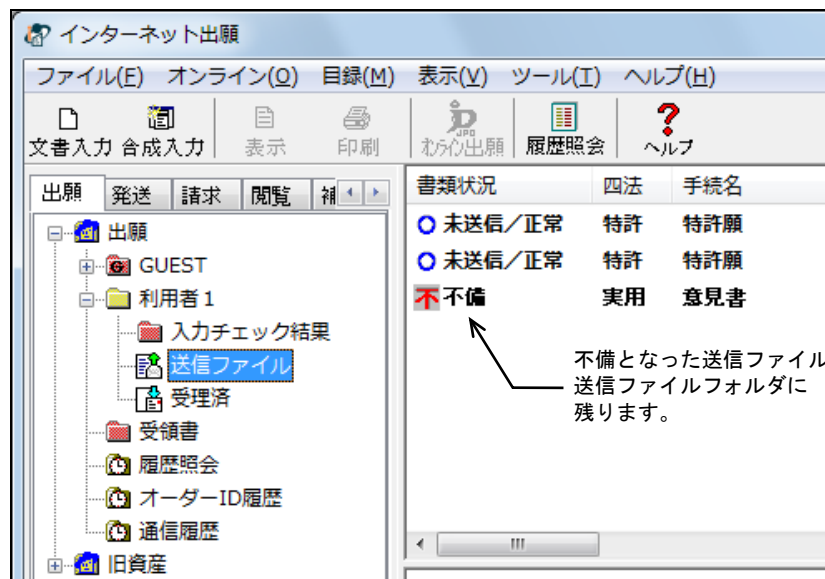 インターネット出願
ファイル(F) オンライン(O) 目録(M) 表示(V) ツール(T) ヘルプ(H)
文書入力 合成入力 表示 印刷 オンライン出願 履歴照会 ヘルプ
出願 発送 請求 閲覧
書類状況 四法 手続名
未送信/正常 特許 特許願
未送信/正常 特許 特許願
不 不備 実用 意見書
出願
GUEST
利用者1
入力チェック結果
送信ファイル
受理済
受領書
履歴照会
オーダーID履歴
通信履歴
旧資産
不備となった送信ファイル
送信ファイルフォルダに
残ります。